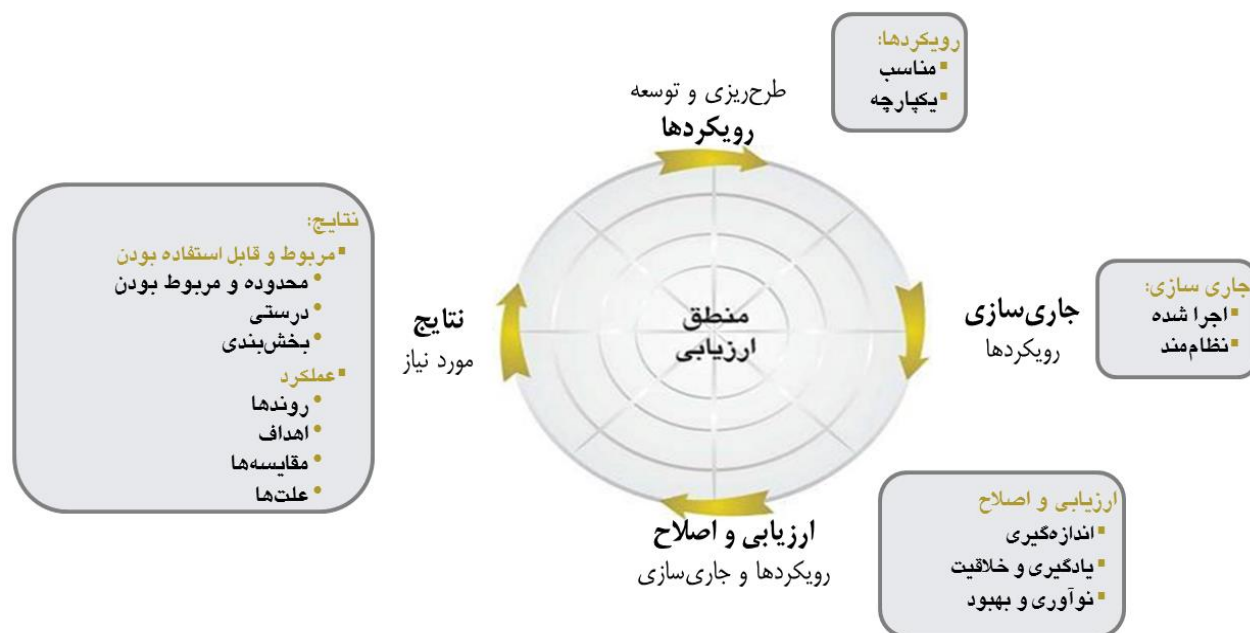 رویکردها:
مناسب
یکپارچه
طرح‌ریزی و توسعه
رویکردها
جاری سازی:
اجرا شده
نظام‌مند
جاری‌سازی
رویکردها
منطق
ارزیابی
ارزیابی و اصلاح
اندازه‌گیری
یادگیری و خلاقیت
نوآوری و بهبود
ارزیابی و اصلاح
رویکردها و جاری‌سازی
نتایج
مورد نیاز
نتایج:
مربوط و قابل استفاده بودن
محدوده و مربوط بودن
درستی
بخش‌بندی
عملکرد
روندها
اهداف
مقایسه‌ها
علت‌ها